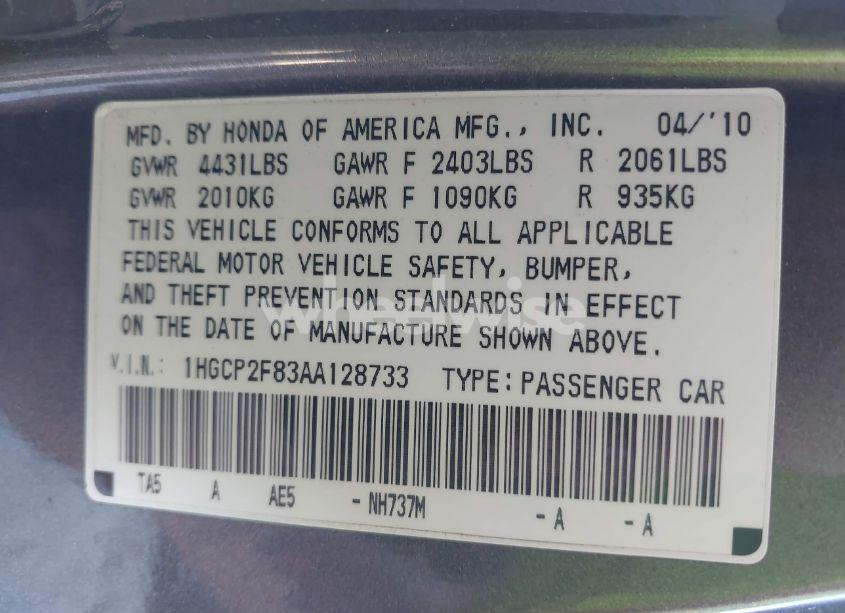 MFD. BY HONDA OF AMERICA MFG., INC. 04/'10
GVWR 4431LBS GAWR F 2403LBS R 2061LBS
GVWR 2010KG GAWR F 1090KG R 935KG
THIS VEHICLE CONFORMS TO ALL APPLICABLE
FEDERAL MOTOR VEHICLE SAFETY, BUMPER,
AND THEFT PREVENTION STANDARDS IN EFFECT
wheelwise
ON THE DATE OF MANUFACTURE SHOWN ABOVE.
V.I.N.: 1HGCP2F83AA128733 TYPE: PASSENGER CAR
TA5 A AE5 - NH737M - A - A